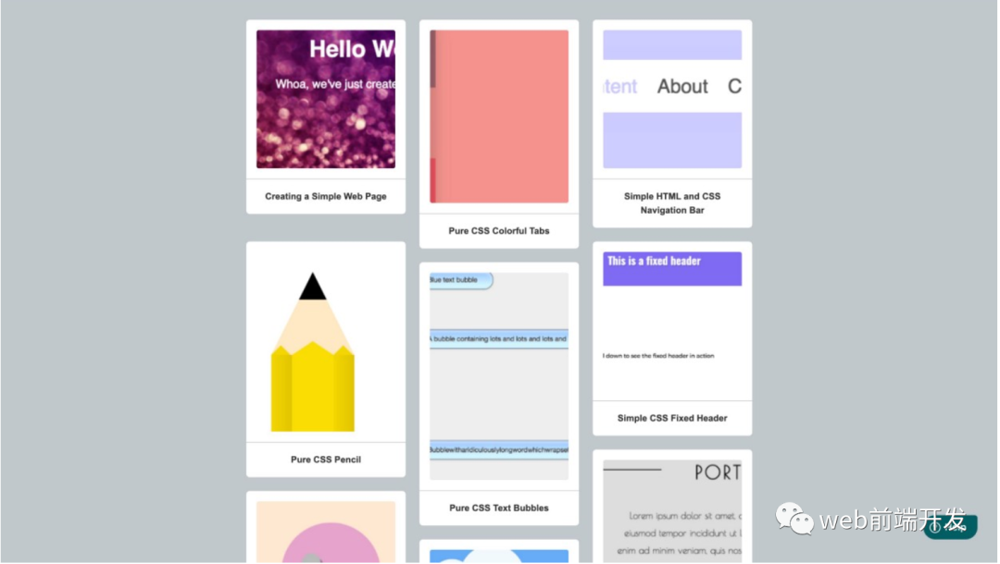 Hello W
Whoa, we've just create
Creating a Simple Web Page
Pure CSS Colorful Tabs
tent About C
Simple HTML and CSS
Navigation Bar
Pure CSS Pencil
Blue text bubble
A bubble containing lots and lots and lots and
Bubblewitharidiculouslylongwordwhichwrapset
Pure CSS Text Bubbles
This is a fixed header
l down to see the fixed header in action
Simple CSS Fixed Header
PORT
Lorem ipsum dolor sit amet, c
eiusmod tempor incididunt ut l
enim ad minim veniam, quis nos
web前端开发